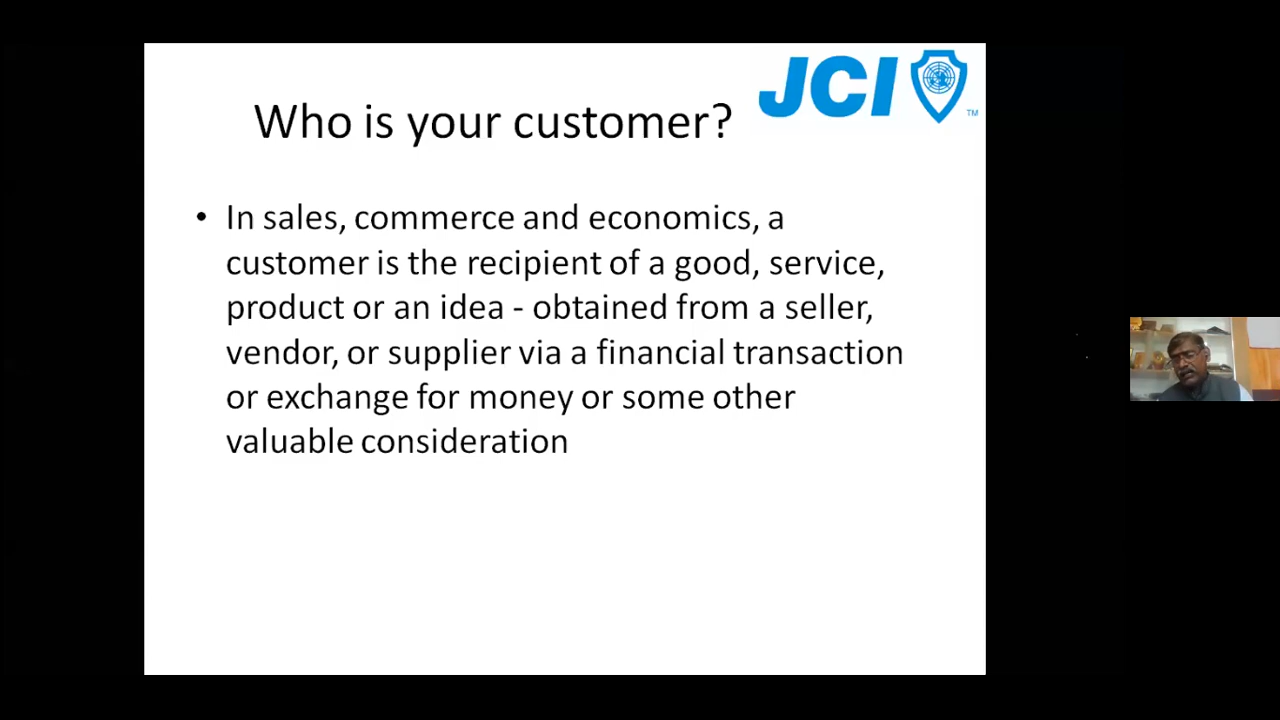 JCI
TM
Who is your customer?
• In sales, commerce and economics, a
customer is the recipient of a good, service,
product or an idea - obtained from a seller,
vendor, or supplier via a financial transaction
or exchange for money or some other
valuable consideration